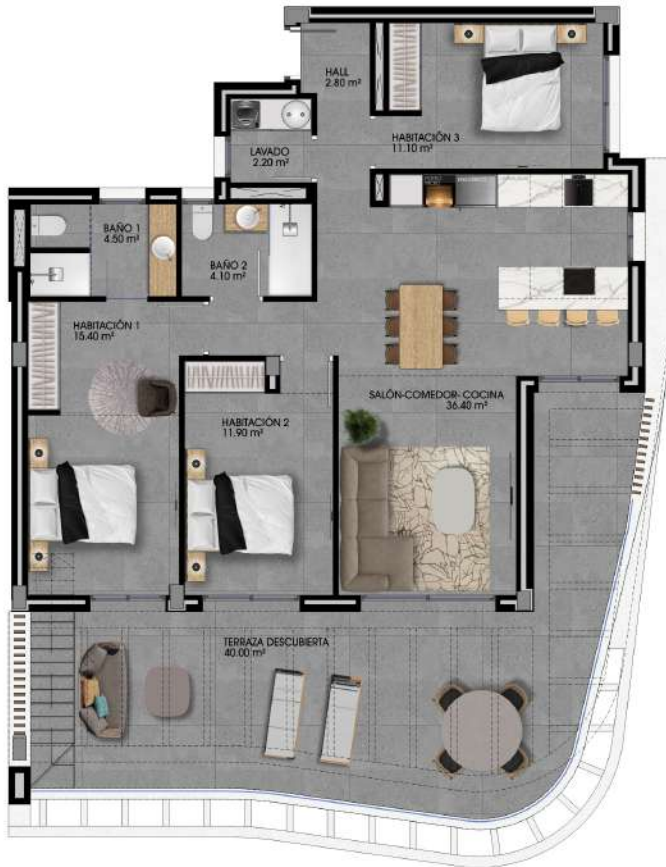 HALL
2.80 m²
HABITACIÓN 3
11.10 m²
LAVADO
2.20 m²
BAÑO 1
4.50 m²
BAÑO 2
4.10 m²
HABITACIÓN 1
15.40 m²
SALÓN-COMEDOR- COCINA
36.40 m²
HABITACIÓN 2
11.90 m²
TERRAZA DESCUBIERTA
40.00 m²